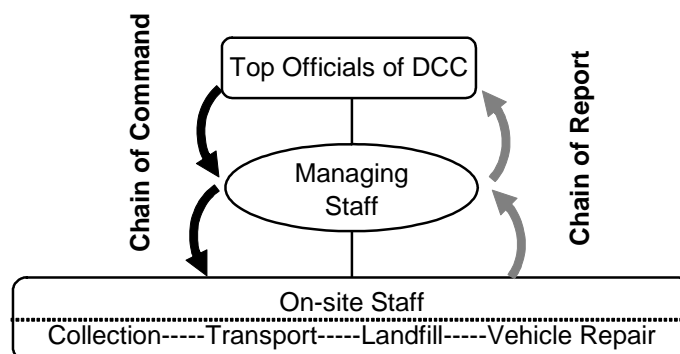 Top Officials of DCC
Chain of Command
Chain of Report
Managing
Staff
On-site Staff
Collection-----Transport-----Landfill-----Vehicle Repair